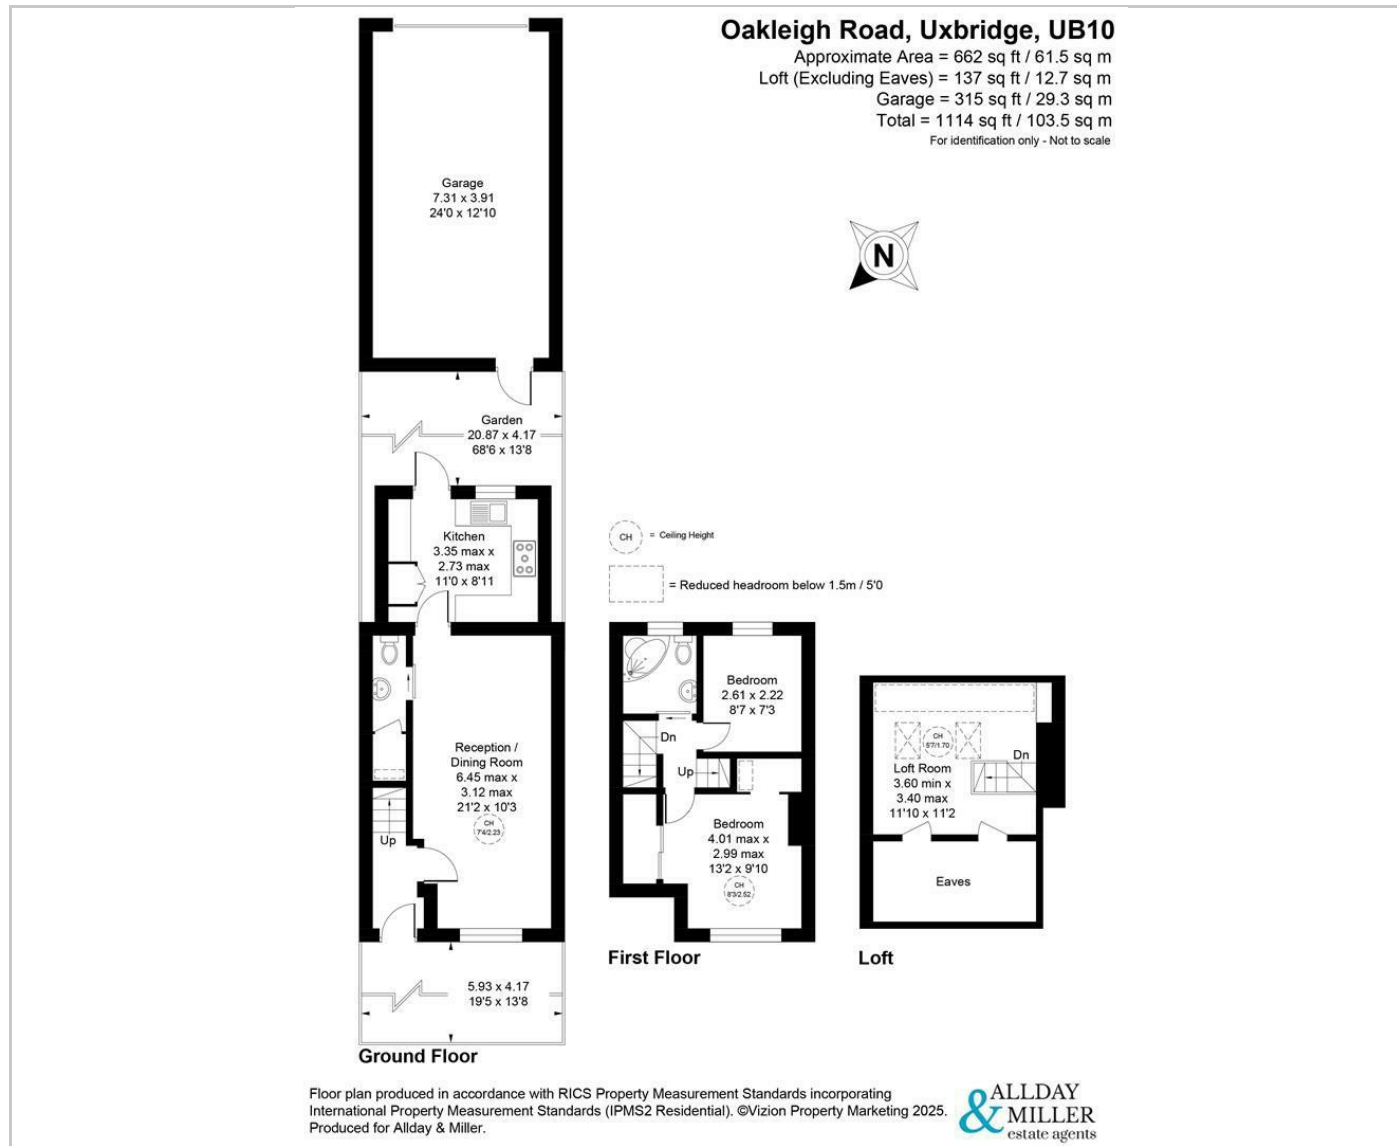 Oakleigh Road, Uxbridge, UB10
Approximate Area = 662 sq ft / 61.5 sq m
Loft (Excluding Eaves) = 137 sq ft / 12.7 sq m
Garage = 315 sq ft / 29.3 sq m
Total = 1114 sq ft / 103.5 sq m
For identification only - Not to scale
N
Garage
7.31 x 3.91
24'0 x 12'10
Garden
20.87 x 4.17
68'6 x 13'8
Kitchen
3.35 max x
2.73 max
11'0 x 8'11
Reception /
Dining Room
6.45 max x
3.12 max
21'2 x 10'3
CH
7'4/2.23
Up
5.93 x 4.17
19'5 x 13'8
Ground Floor
CH = Ceiling Height
= Reduced headroom below 1.5m / 5'0
Bedroom
2.61 x 2.22
8'7 x 7'3
Dn
Up
Bedroom
4.01 max x
2.99 max
13'2 x 9'10
CH
8'3/2.52
First Floor
CH
5'7/1.70
Dn
Loft Room
3.60 min x
3.40 max
11'10 x 11'2
Eaves
Loft
Floor plan produced in accordance with RICS Property Measurement Standards incorporating
International Property Measurement Standards (IPMS2 Residential). ©Vizion Property Marketing 2025.
Produced for Allday & Miller.
ALLDAY
& MILLER
estate agents